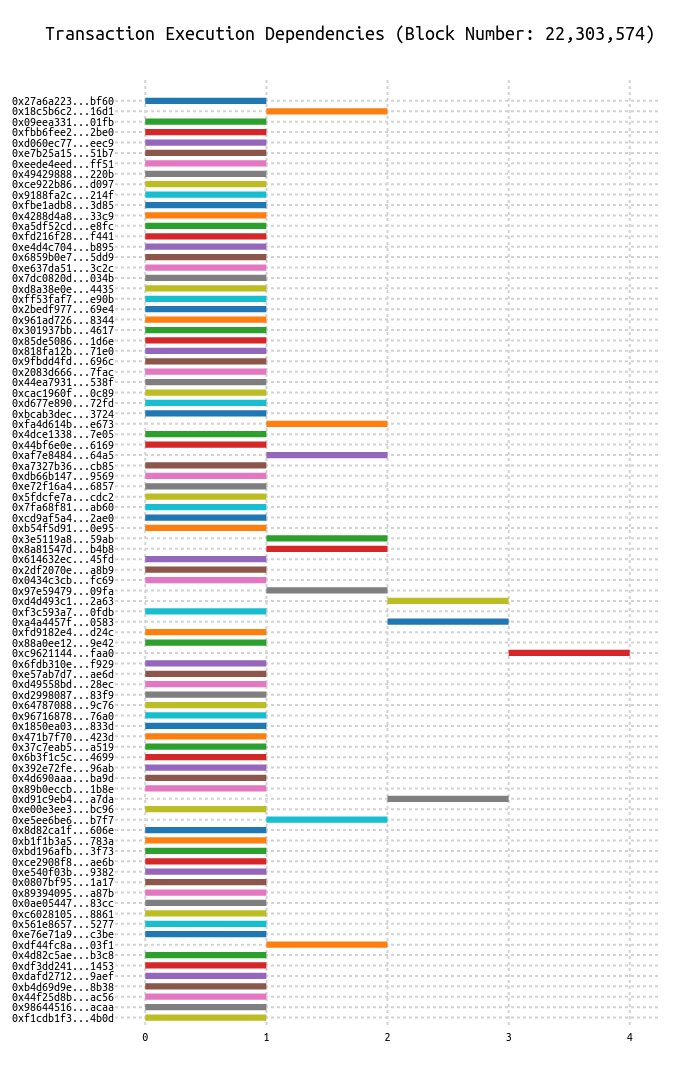 Transaction Execution Dependencies (Block Number: 22,303,574)
0x27a6a223...bf60
0x18c5b6c2...16d1
0x09eea331...01fb
0xfbb6fee2...2be0
0xd060ec77...eec9
0xe7b25a15...51b7
0xeede4eed...ff51
0x49429888...220b
0xce922b86...d097
0x9188fa2c...214f
0xfbe1adb8...3d85
0x4288d4a8...33c9
0xa5df52cd...e8fc
0xfd216f28...f441
0xe4d4c704...b895
0x6859b0e7...5dd9
0xe637da51...3c2c
0x7dc0820d...034b
0xd8a38e0e...4435
0xff53faf7...e90b
0x2bedf977...69e4
0x961ad726...8344
0x301937bb...4617
0x85de5086...1d6e
0x818fa12b...71e0
0x9fbdd4fd...696c
0x2083d666...7fac
0x44ea7931...538f
0xcac1960f...0c89
0xd677e890...72fd
0xbcab3dec...3724
0xfa4d614b...e673
0x4dce1338...7e05
0x44bf6e0e...6169
0xaf7e8484...64a5
0xa7327b36...cb85
0xdb66b147...9569
0xe72f16a4...6857
0x5fdcfe7a...cdc2
0x7fa68f81...ab60
0xcd9af5a4...2ae0
0xb54f5d91...0e95
0x3e5119a8...59ab
0x8a81547d...b4b8
0x614632ec...45fd
0x2df2070e...a8b9
0x0434c3cb...fc69
0x97e59479...09fa
0xd4d493c1...2a63
0xf3c593a7...0fdb
0xa4a4457f...0583
0xfd9182e4...d24c
0x88a0ee12...9e42
0xc9621144...faa0
0x6fdb310e...f929
0xe57ab7d7...ae6d
0xd49558bd...28ec
0xd2998087...83f9
0x64787088...9c76
0x96716878...76a0
0x1850ea03...833d
0x471b7f70...423d
0x37c7eab5...a519
0x6b3f1c5c...4699
0x392e72fe...96ab
0x4d690aaa...ba9d
0x89b0eccb...1b8e
0xd91c9eb4...a7da
0xe00e3ee3...bc96
0xe5ee6be6...b7f7
0x8d82ca1f...606e
0xb1f1b3a5...783a
0xbd196afb...3f73
0xce2908f8...ae6b
0xe540f03b...9382
0x0807bf95...1a17
0x89394095...a87b
0x0ae05447...83cc
0xc6028105...8861
0x561e8657...5277
0xe76e71a9...c3be
0xdf44fc8a...03f1
0x4d82c5ae...b3c8
0xdf3dd241...1453
0xdafd2712...9aef
0xb4d69d9e...8b38
0x44f25d8b...ac56
0x98644516...acaa
0xf1cdb1f3...4b0d
0 1 2 3 4